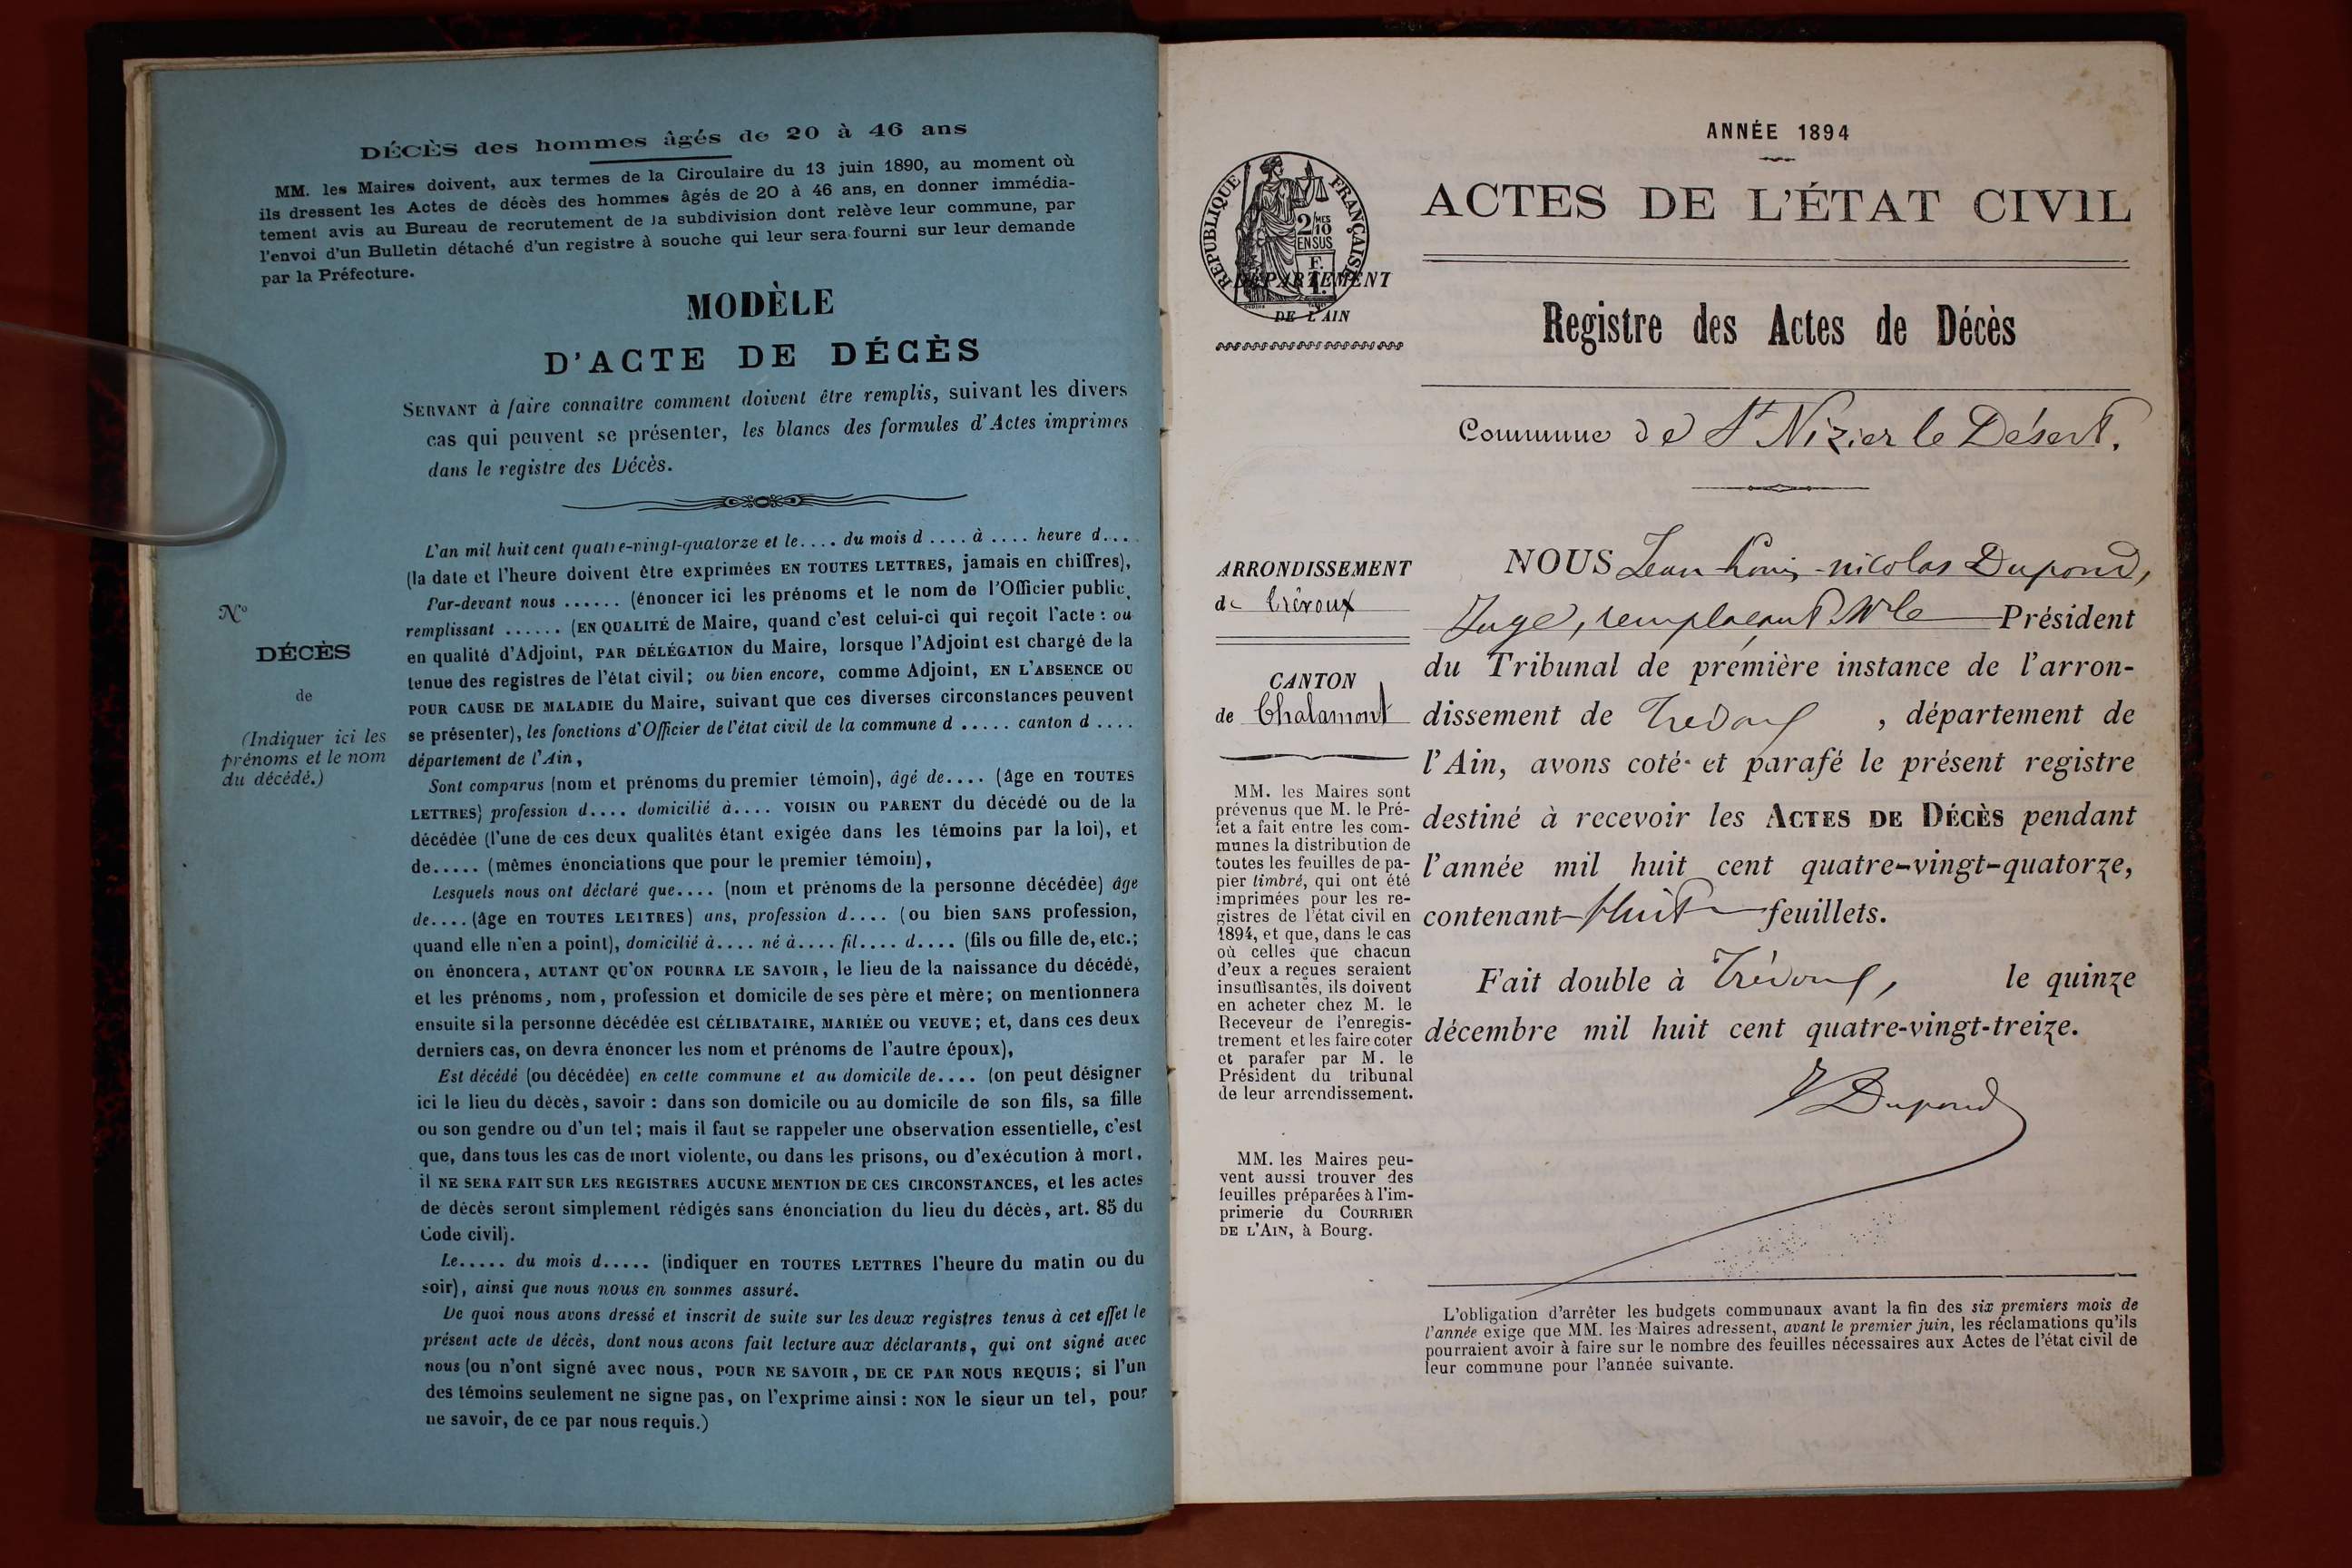 DÉCÈS des hommes âgés de 20 à 46 ans
MM. les Maires doivent, aux termes de la Circulaire du 13 juin 1890, au moment où
ils dressent les Actes de décès des hommes âgés de 20 à 46 ans, en donner immédia-
tement avis au Bureau de recrutement de la subdivision dont relève leur commune, par
l'envoi d'un Bulletin détaché d'un registre à souche qui leur sera fourni sur leur demande
par la Préfecture.
MODÈLE
D'ACTE DE DÉCÈS
SERVANT à faire connaître comment doivent être remplis, suivant les divers
cas qui peuvent se présenter, les blancs des formules d'Actes imprimés
dans le registre des Décès.
N°
DÉCÈS
de
(Indiquer ici les
prénoms et le nom
du décédé.)
L'an mil huit cent quatre-vingt-quatorze et le.... du mois d .... à .... heure d....
(la date et l'heure doivent être exprimées EN TOUTES LETTRES, jamais en chiffres),
Par-devant nous ...... (énoncer ici les prénoms et le nom de l'Officier public,
remplissant ...... (EN QUALITÉ de Maire, quand c'est celui-ci qui reçoit l'acte : ou
en qualité d'Adjoint, PAR DÉLÉGATION du Maire, lorsque l'Adjoint est chargé de la
tenue des registres de l'état civil; ou bien encore, comme Adjoint, EN L'ABSENCE OU
POUR CAUSE DE MALADIE du Maire, suivant que ces diverses circonstances peuvent
se présenter), les fonctions d'Officier de l'état civil de la commune d ..... canton d ....
département de l'Ain,
Sont comparus (nom et prénoms du premier témoin), âgé de.... (âge en TOUTES
LETTRES) profession d.... domicilié à.... VOISIN ou PARENT du décédé ou de la
décédée (l'une de ces deux qualités étant exigée dans les témoins par la loi), et
de..... (mêmes énonciations que pour le premier témoin),
Lesquels nous ont déclaré que.... (nom et prénoms de la personne décédée) âge
de.... (âge en TOUTES LETTRES) ans, profession d.... (ou bien SANS profession,
quand elle n'en a point), domicilié à.... né à.... fil.... d.... (fils ou fille de, etc.;
on énoncera, AUTANT QU'ON POURRA LE SAVOIR, le lieu de la naissance du décédé,
et les prénoms, nom, profession et domicile de ses père et mère; on mentionnera
ensuite si la personne décédée est CÉLIBATAIRE, MARIÉE OU VEUVE; et, dans ces deux
derniers cas, on devra énoncer les nom et prénoms de l'autre époux),
Est décédé (ou décédée) en cette commune et au domicile de.... (on peut désigner
ici le lieu du décès, savoir : dans son domicile ou au domicile de son fils, sa fille
ou son gendre ou d'un tel; mais il faut se rappeler une observation essentielle, c'est
que, dans tous les cas de mort violente, ou dans les prisons, ou d'exécution à mort,
il NE SERA FAIT SUR LES REGISTRES AUCUNE MENTION DE CES CIRCONSTANCES, et les actes
de décès seront simplement rédigés sans énonciation du lieu du décès, art. 85 du
Code civil).
Le..... du mois d..... (indiquer en TOUTES LETTRES l'heure du matin ou du
soir), ainsi que nous nous en sommes assuré.
De quoi nous avons dressé et inscrit de suite sur les deux registres tenus à cet effet le
présent acte de décès, dont nous avons fait lecture aux déclarants, qui ont signé avec
nous (ou n'ont signé avec nous, POUR NE SAVOIR, DE CE PAR NOUS REQUIS; si l'un
des témoins seulement ne signe pas, on l'exprime ainsi : NON le sieur un tel, pour
ne savoir, de ce par nous requis.)
ANNÉE 1894
ACTES DE L'ÉTAT CIVIL
RÉPUBLIQUE FRANÇAISE
2/10 MES
EN SUS
F.
1.
DÉPARTEMENT
DE L'AIN
Registre des Actes de Décès
Commune de St Nizier le Désert.
ARRONDISSEMENT
de Trévoux
CANTON
de Chalamont
MM. les Maires sont
prévenus que M. le Pré-
fet a fait entre les com-
munes la distribution de
toutes les feuilles de pa-
pier timbré, qui ont été
imprimées pour les re-
gistres de l'état civil en
1894, et que, dans le cas
où celles que chacun
d'eux a reçues seraient
insuffisantes, ils doivent
en acheter chez M. le
Receveur de l'enregis-
trement et les faire coter
et parafer par M. le
Président du tribunal
de leur arrondissement.
MM. les Maires peu-
vent aussi trouver des
feuilles préparées à l'im-
primerie du COURRIER
DE L'AIN, à Bourg.
NOUS Jean Louis-nicolas Dupond,
Juge, remplaçant Mr le Président
du Tribunal de première instance de l'arron-
dissement de Trévoux, département de
l'Ain, avons coté et parafé le présent registre
destiné à recevoir les ACTES DE DÉCÈS pendant
l'année mil huit cent quatre-vingt-quatorze,
contenant huit feuillets.
Fait double à Trévoux, le quinze
décembre mil huit cent quatre-vingt-treize.
Dupond
L'obligation d'arrêter les budgets communaux avant la fin des six premiers mois de
l'année exige que MM. les Maires adressent, avant le premier juin, les réclamations qu'ils
pourraient avoir à faire sur le nombre des feuilles nécessaires aux Actes de l'état civil de
leur commune pour l'année suivante.